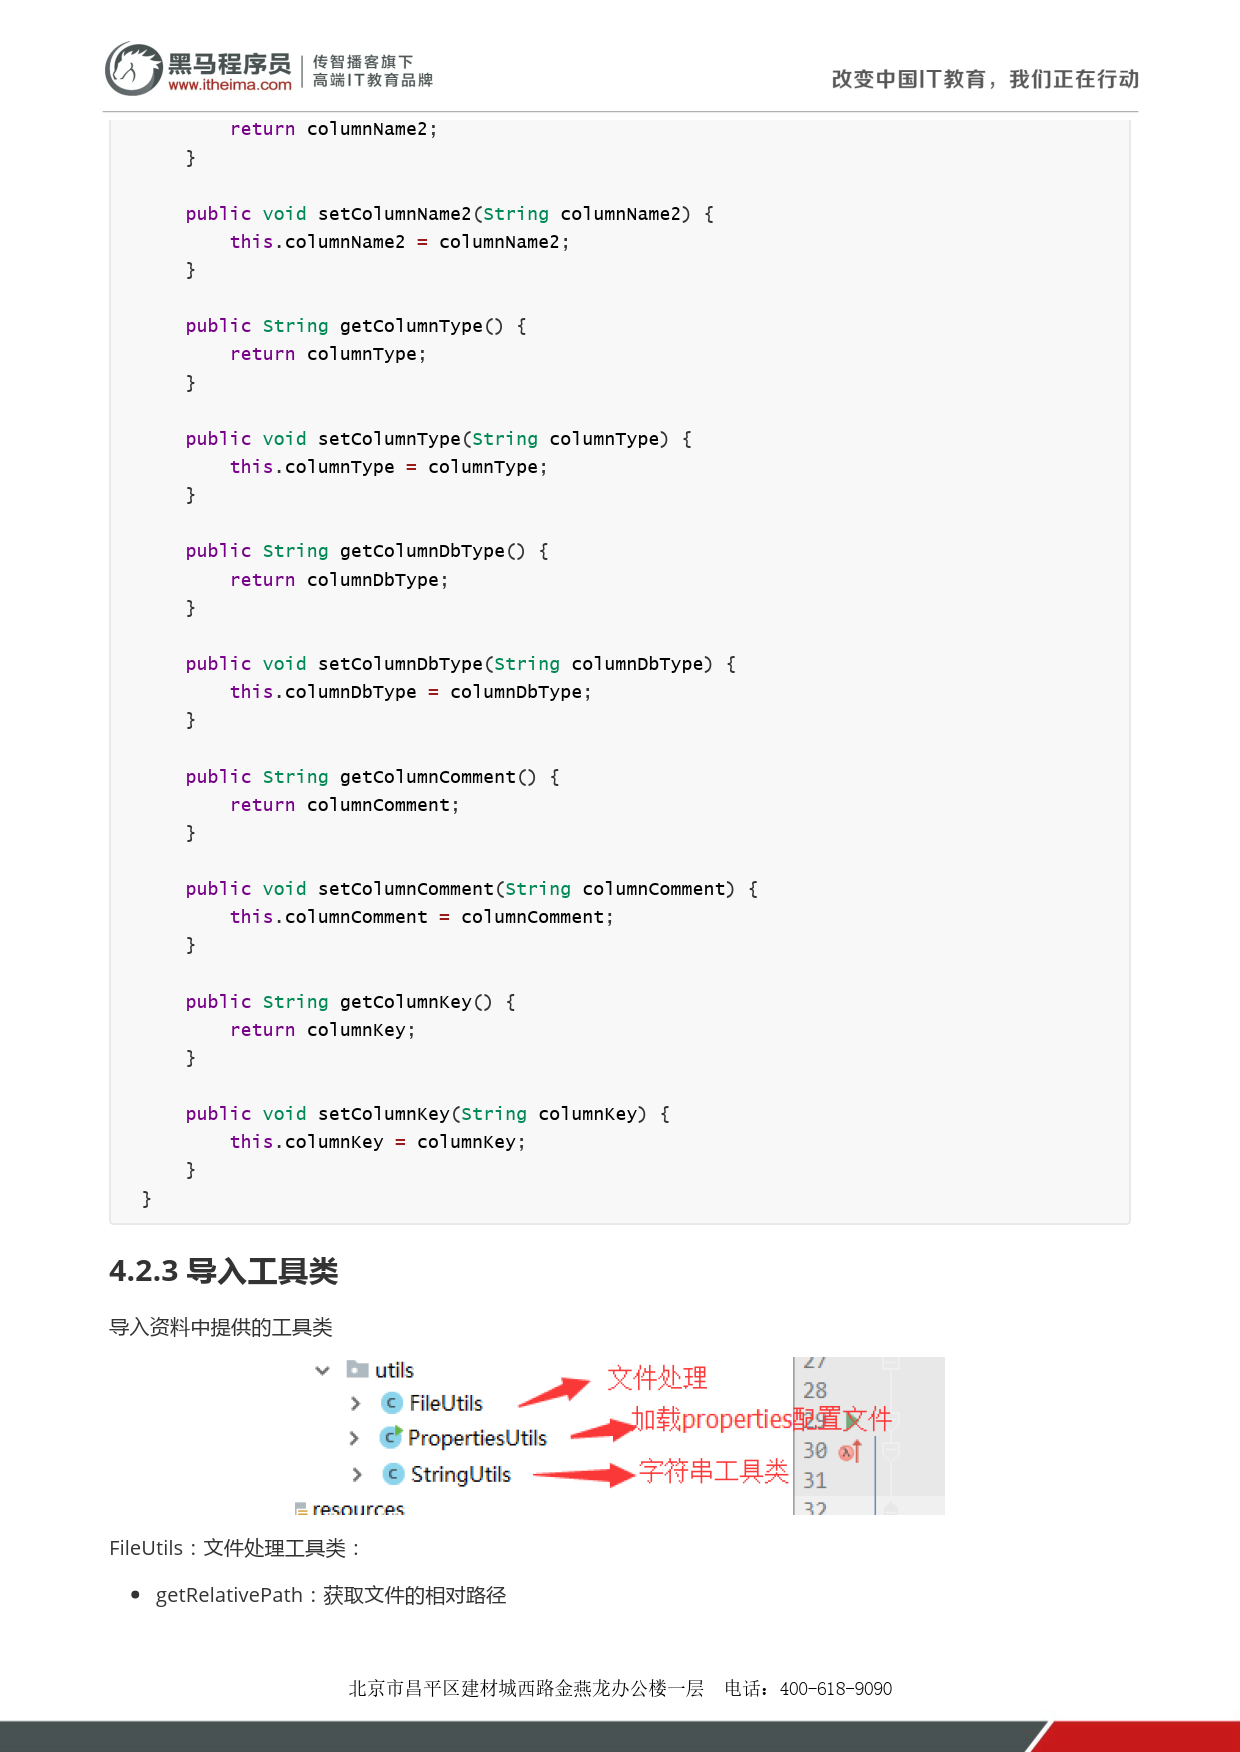 黑马程序员
www.itheima.com
传智播客旗下
高端IT教育品牌
改变中国IT教育，我们正在行动
return columnName2;
}
public void setColumnName2(String columnName2) {
this.columnName2 = columnName2;
}
public String getColumnType() {
return columnType;
}
public void setColumnType(String columnType) {
this.columnType = columnType;
}
public String getColumnDbType() {
return columnDbType;
}
public void setColumnDbType(String columnDbType) {
this.columnDbType = columnDbType;
}
public String getColumnComment() {
return columnComment;
}
public void setColumnComment(String columnComment) {
this.columnComment = columnComment;
}
public String getColumnKey() {
return columnKey;
}
public void setColumnKey(String columnKey) {
this.columnKey = columnKey;
}
}
4.2.3 导入工具类
导入资料中提供的工具类
utils
27
FileUtils
文件处理
28
PropertiesUtils
加载properties配置文件
29
30
StringUtils
字符串工具类
31
resources
32
FileUtils：文件处理工具类：
getRelativePath：获取文件的相对路径
北京市昌平区建材城西路金燕龙办公楼一层 电话：400-618-9090